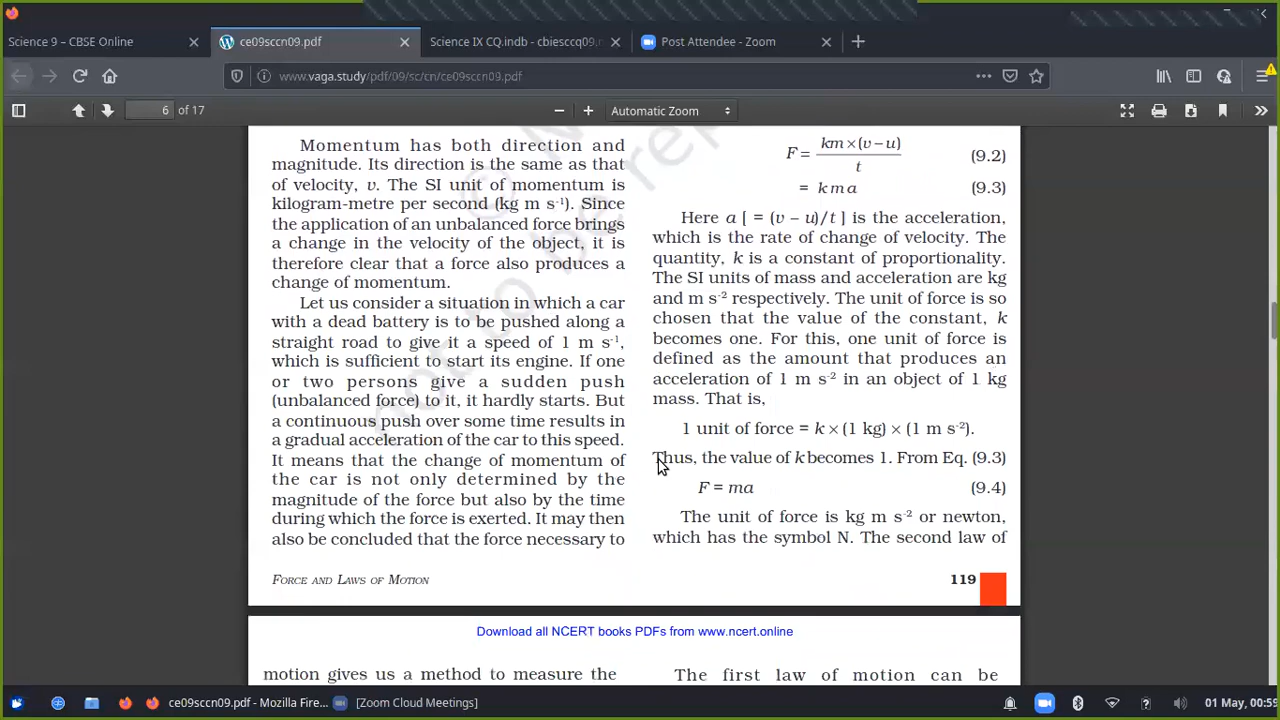 Science 9 – CBSE Online
ce09sccn09.pdf
Science IX CQ.indb - cbiesccq09.
Post Attendee - Zoom
www.vaga.study/pdf/09/sc/cn/ce09sccn09.pdf
6 of 17
Automatic Zoom
Momentum has both direction and
magnitude. Its direction is the same as that
of velocity, v. The SI unit of momentum is
kilogram-metre per second (kg m s⁻¹). Since
the application of an unbalanced force brings
a change in the velocity of the object, it is
therefore clear that a force also produces a
change of momentum.
Let us consider a situation in which a car
with a dead battery is to be pushed along a
straight road to give it a speed of 1 m s⁻¹,
which is sufficient to start its engine. If one
or two persons give a sudden push
(unbalanced force) to it, it hardly starts. But
a continuous push over some time results in
a gradual acceleration of the car to this speed.
It means that the change of momentum of
the car is not only determined by the
magnitude of the force but also by the time
during which the force is exerted. It may then
also be concluded that the force necessary to
km × (v – u)
F = (9.2)
t
= k m a (9.3)
Here a [ = (v – u)/t ] is the acceleration,
which is the rate of change of velocity. The
quantity, k is a constant of proportionality.
The SI units of mass and acceleration are kg
and m s⁻² respectively. The unit of force is so
chosen that the value of the constant, k
becomes one. For this, one unit of force is
defined as the amount that produces an
acceleration of 1 m s⁻² in an object of 1 kg
mass. That is,
1 unit of force = k × (1 kg) × (1 m s⁻²).
Thus, the value of k becomes 1. From Eq. (9.3)
F = ma (9.4)
The unit of force is kg m s⁻² or newton,
which has the symbol N. The second law of
FORCE AND LAWS OF MOTION
119
Download all NCERT books PDFs from www.ncert.online
motion gives us a method to measure the
The first law of motion can be
ce09sccn09.pdf - Mozilla Fire...
[Zoom Cloud Meetings]
01 May, 00:5
not to be rep